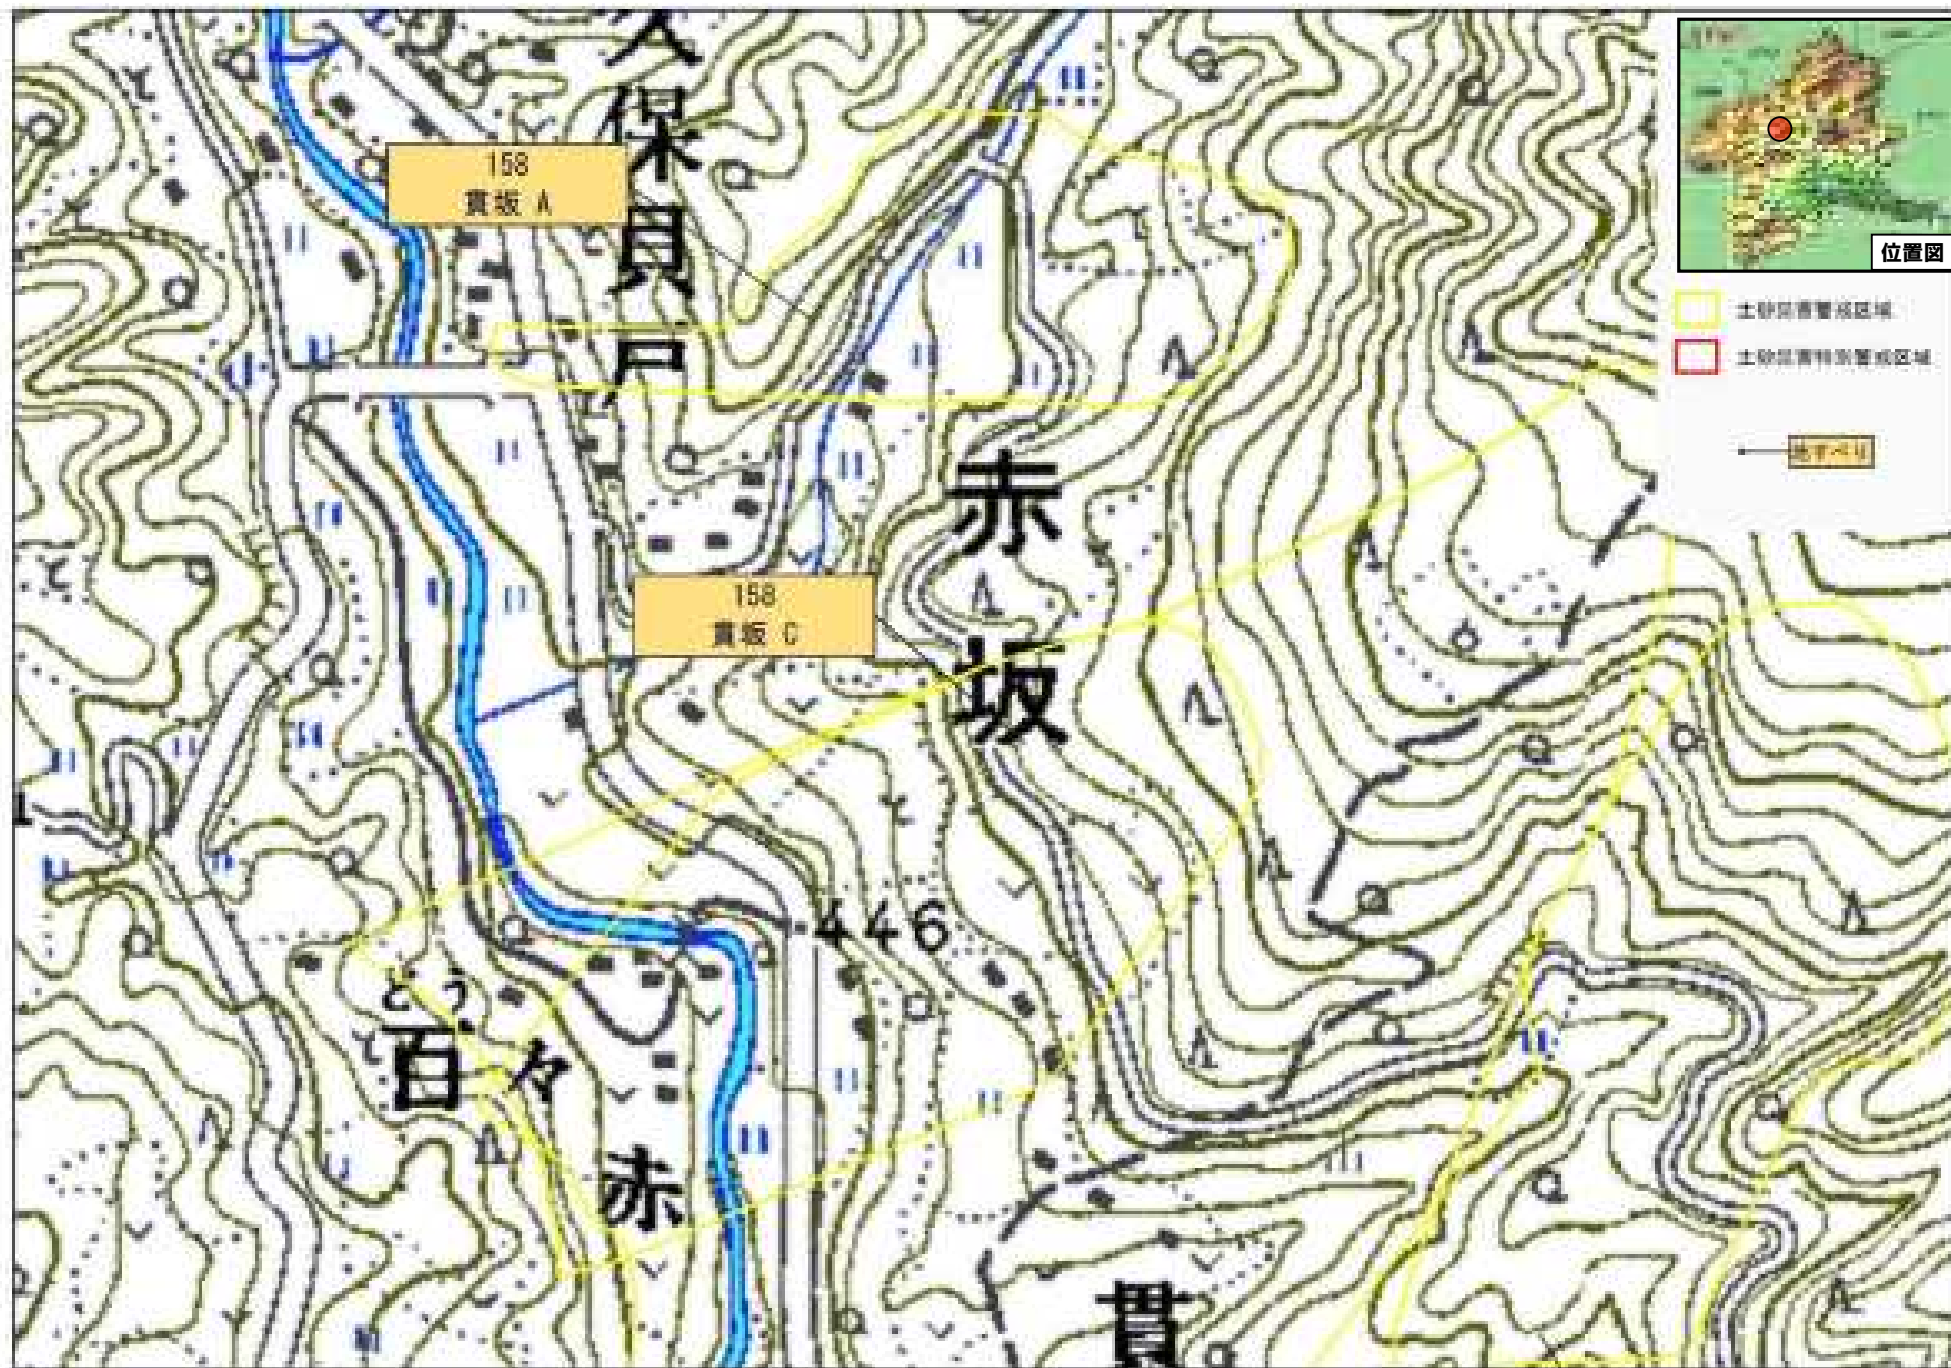 久保貝戸
158
貫坂 A
位置図
土砂災害警戒区域
土砂災害特別警戒区域
地すべり
赤坂
158
貫坂 C
446
どう
百々
赤
貫